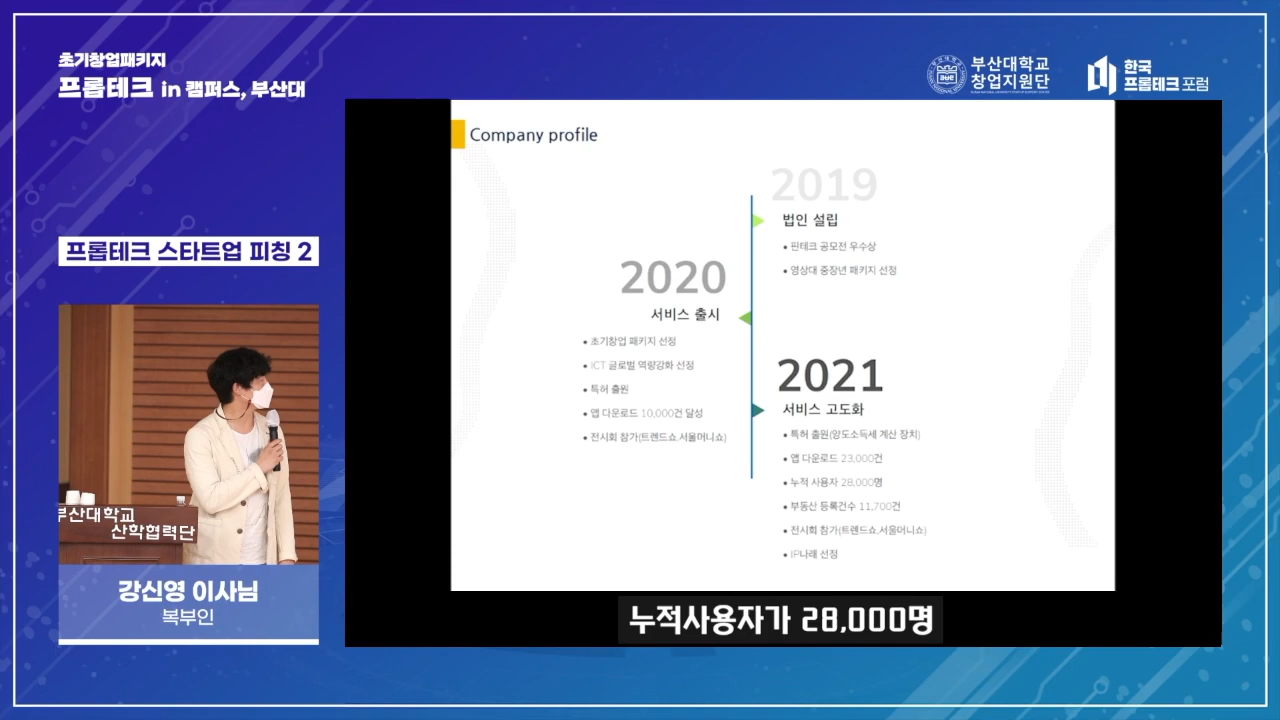 초기창업패키지
프롭테크 in 캠퍼스, 부산대
부산대학교
창업지원단
한국
프롭테크포럼
프롭테크 스타트업 피칭 2
부산대학교
산학협력단
강신영 이사님
복부인
Company profile
2019
법인 설립
• 핀테크 공모전 우수상
• 영상대 중장년 패키지 선정
2020
서비스 출시
• 초기창업 패키지 선정
• ICT 글로벌 역량강화 선정
• 특허 출원
• 앱 다운로드 10,000건 달성
• 전시회 참가(트렌드쇼.서울머니쇼)
2021
서비스 고도화
• 특허 출원(양도소득세 계산 장치)
• 앱 다운로드 23,000건
• 누적 사용자 28,000명
• 부동산 등록건수 11,700건
• 전시회 참가(트렌드쇼.서울머니쇼)
• IP나래 선정
누적사용자가 28,000명